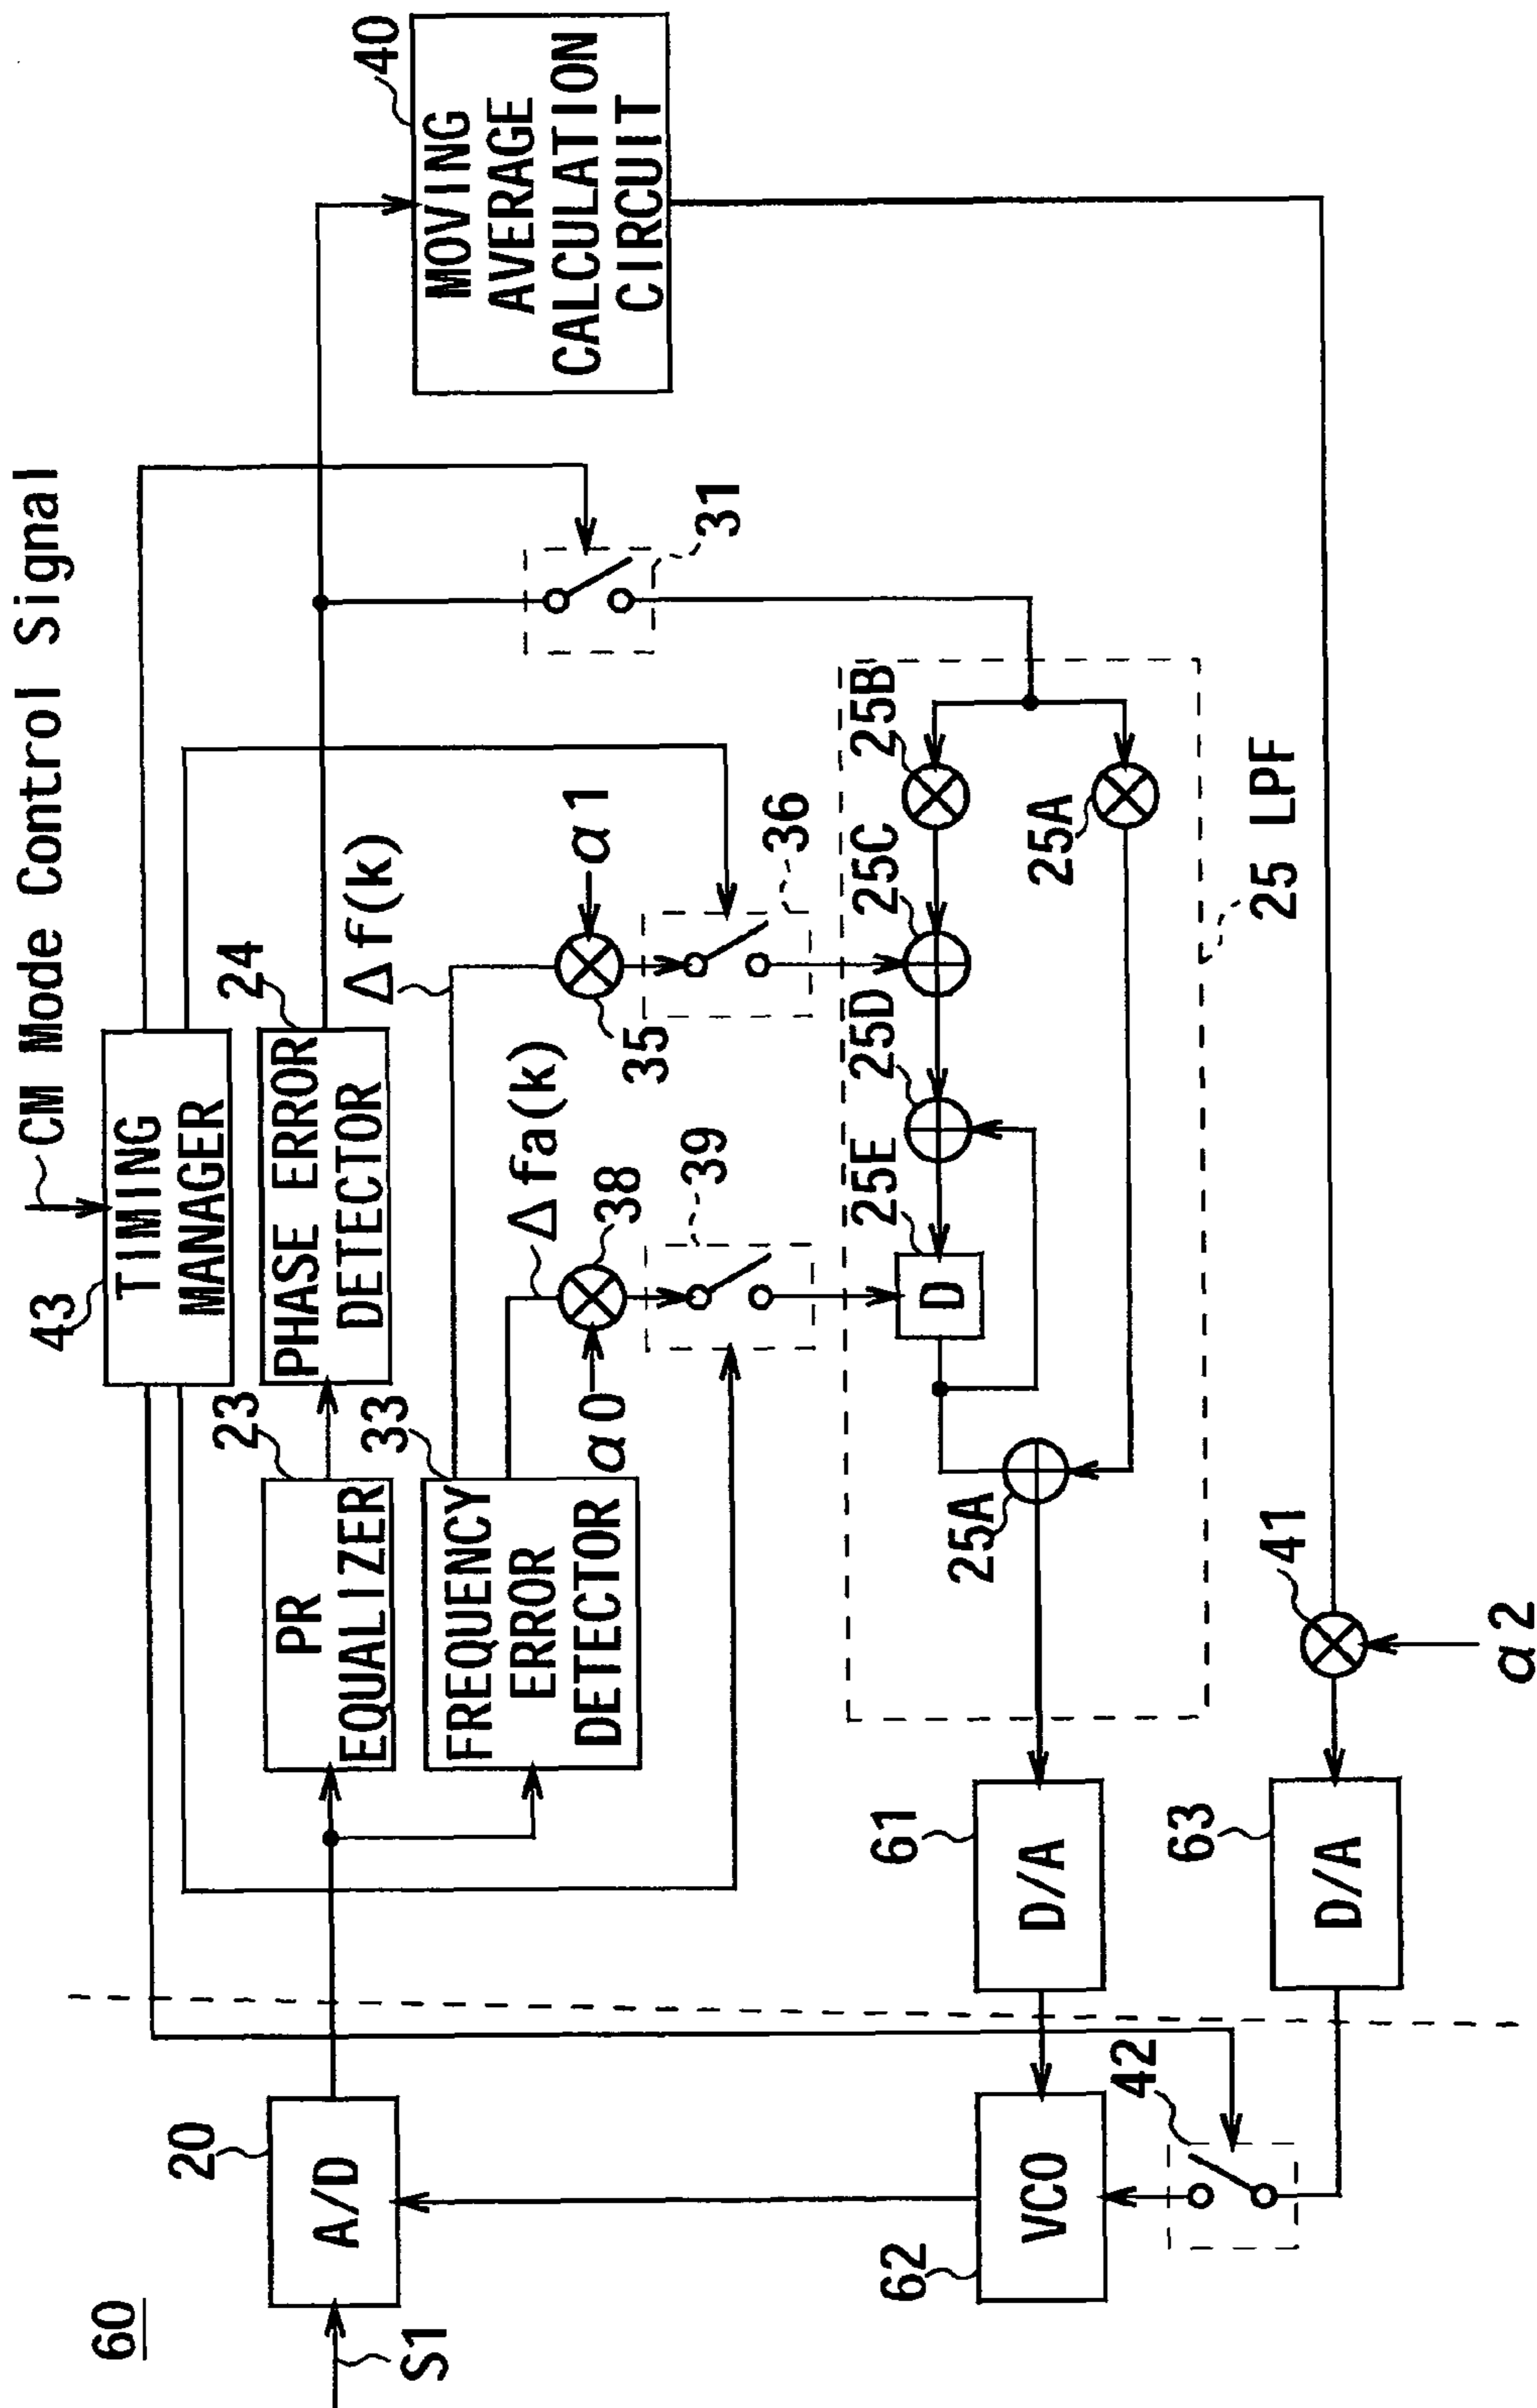 60
CM Mode Control Signal
43
TIMING
MANAGER
S1
20
A/D
23
PR
EQUALIZER
24
PHASE ERROR
DETECTOR
33
FREQUENCY
ERROR
DETECTOR
Δf(k)
Δfa(k)
40
MOVING
AVERAGE
CALCULATION
CIRCUIT
α0
38
39
35
α1
36
31
25E
D
25D
25C
25B
25A
25A
25 LPF
61
D/A
62
VCO
42
63
D/A
41
α2